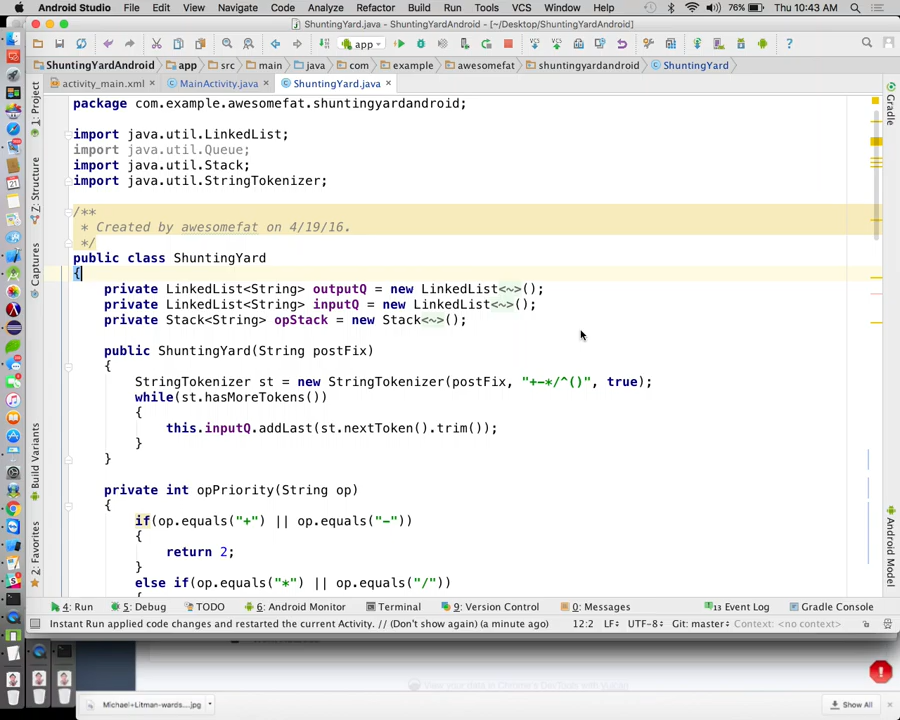 Android Studio File Edit View Navigate Code Analyze Refactor Build Run Tools VCS Window Help 76% Thu 10:43 AM
ShuntingYard.java - ShuntingYardAndroid - [~/Desktop/ShuntingYardAndroid]
app
ShuntingYardAndroid app src main java com example awesomefat shuntingyardandroid ShuntingYard
activity_main.xml MainActivity.java ShuntingYard.java
1: Project
7: Structure
Captures
Build Variants
2: Favorites
Gradle
Android Model
package com.example.awesomefat.shuntingyardandroid;
import java.util.LinkedList;
import java.util.Queue;
import java.util.Stack;
import java.util.StringTokenizer;
/**
* Created by awesomefat on 4/19/16.
*/
public class ShuntingYard
{
private LinkedList<String> outputQ = new LinkedList<~>();
private LinkedList<String> inputQ = new LinkedList<~>();
private Stack<String> opStack = new Stack<~>();
public ShuntingYard(String postFix)
{
StringTokenizer st = new StringTokenizer(postFix, "+-*/^()", true);
while(st.hasMoreTokens())
{
this.inputQ.addLast(st.nextToken().trim());
}
}
private int opPriority(String op)
{
if(op.equals("+") || op.equals("-"))
{
return 2;
}
else if(op.equals("*") || op.equals("/"))
{
4: Run 5: Debug TODO 6: Android Monitor Terminal 9: Version Control 0: Messages 13 Event Log Gradle Console
Instant Run applied code changes and restarted the current Activity. // (Don't show again) (a minute ago) 12:2 LF UTF-8 Git: master Context: <no context>
Michael+Litman-wards....jpg Show All